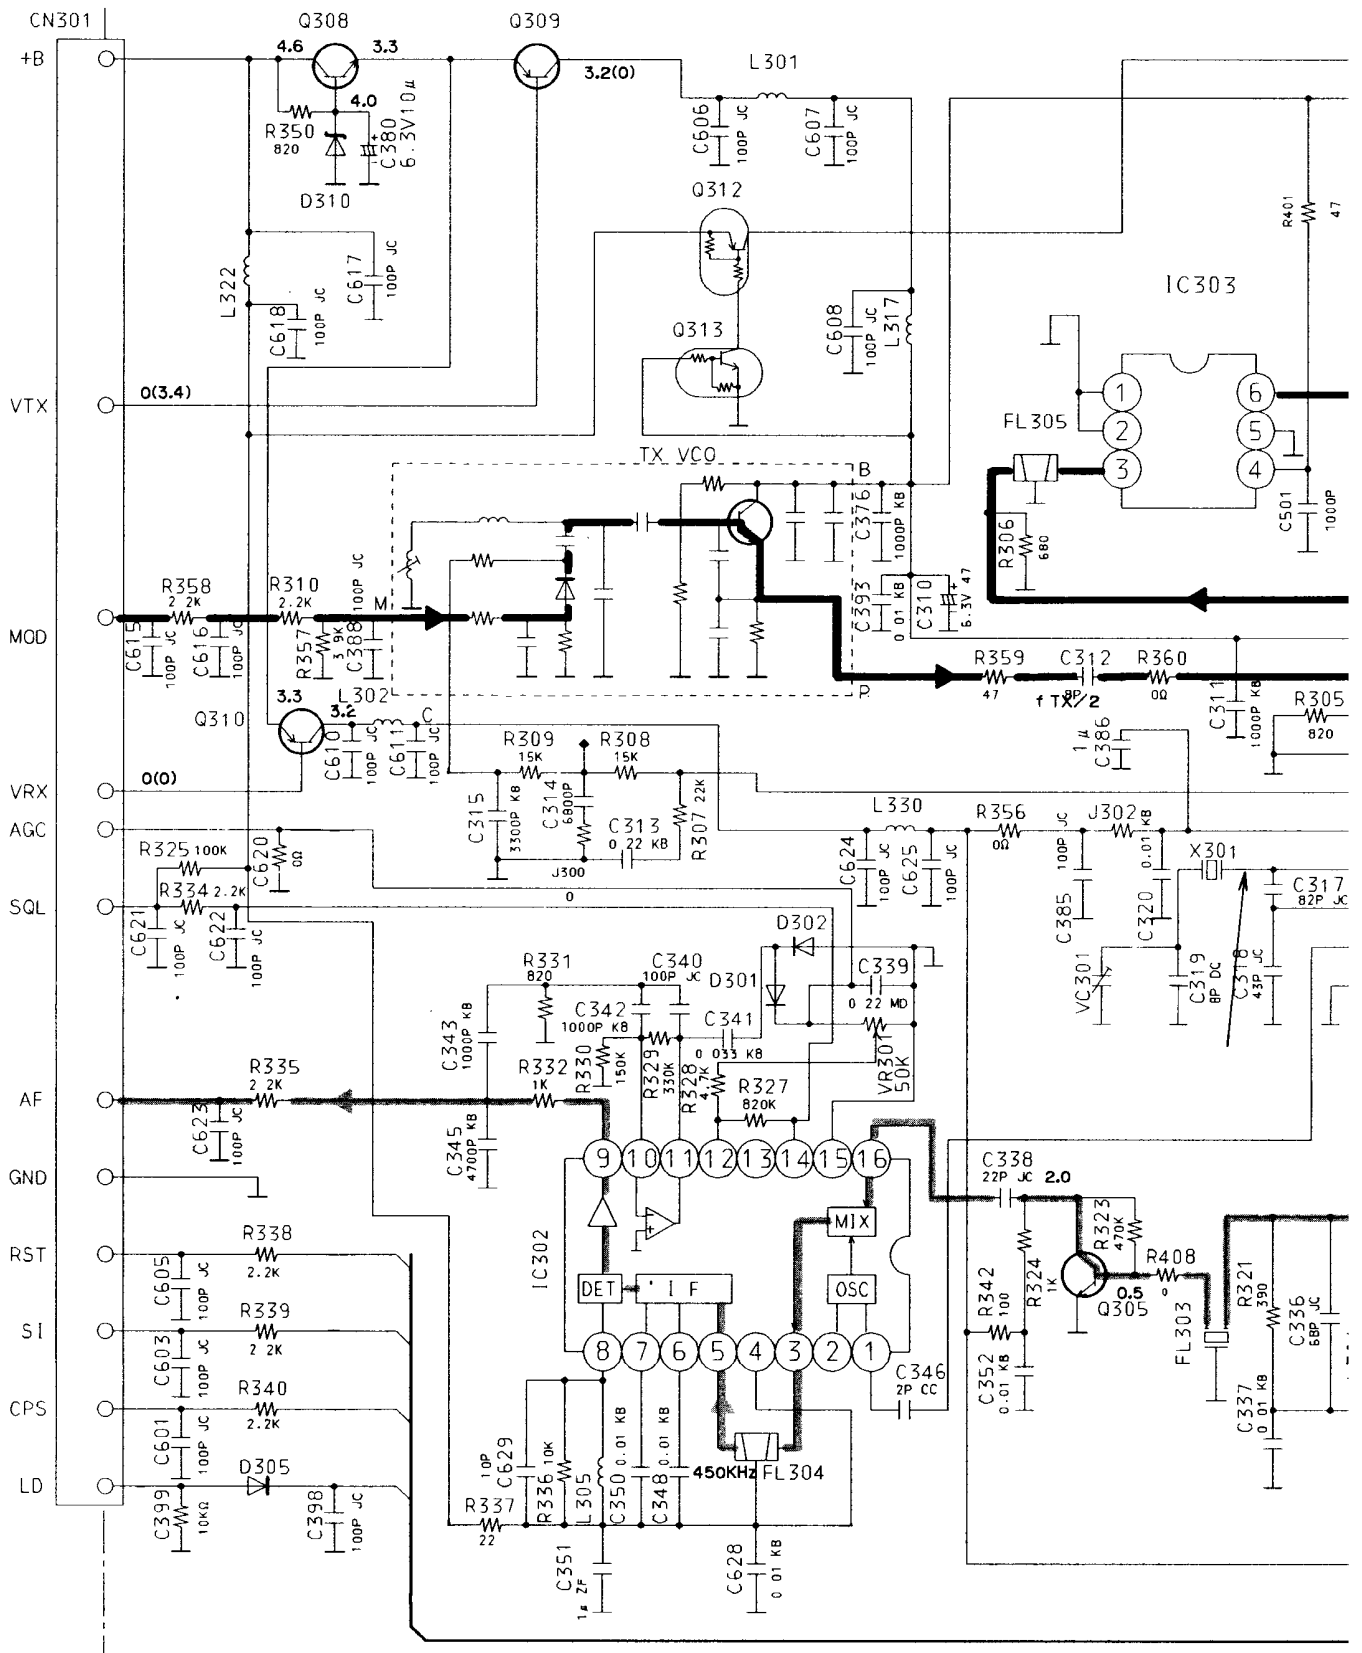 CN301
Q308
Q309
+B
4.6
3.3
3.2(0)
L301
4.0
R350
820
C380
6.3V10μ
D310
C606
100P JC
C607
100P JC
Q312
R401
47
L322
C617
100P JC
C618
100P JC
C608
100P JC
L317
IC303
Q313
VTX
0(3.4)
1
2
3
6
5
4
FL305
TX VCO
B
C376
1000P KB
C501
1000P
R306
680
R358
2.2K
R310
2.2K
M
MOD
C615
100P JC
C616
100P JC
R357
3.9K
C388
100P JC
C393
0.01 KB
C310
6.3V 47
R359
47
C312
8P
f TX/2
R360
0Ω
P
C311
1000P KB
R305
820
Q310
3.3
3.2
L302
C
C610
100P JC
C611
100P JC
1μ
C386
R309
15K
R308
15K
VRX
0(0)
C315
3300P KB
C314
6800P
C313
0 22 KB
R307
22K
J300
0
L330
R356
0Ω
J302
X301
AGC
R325
100K
C620
0Ω
C624
100P JC
C625
100P JC
C385
100P JC
C320
0.01 KB
C317
82P JC
SQL
R334
2.2K
C621
100P JC
C622
100P JC
VC301
C319
8P DC
C318
43P JC
D302
D301
C339
0 22 MD
R331
820
C340
100P JC
C342
1000P KB
C341
0 033 KB
C343
1000P KB
R330
150K
R329
330K
R328
4.7K
VR301
50K
AF
R335
2 2K
R332
1K
R327
820K
C623
100P JC
C345
4700P KB
9
10
11
12
13
14
15
16
GND
C338
22P JC
2.0
IC302
MIX
DET
I F
OSC
R324
1K
R323
470K
R408
0
0.5
Q305
R342
100
C352
0.01 KB
FL303
R321
390
C336
68P JC
C337
0 01 KB
RST
R338
2.2K
C605
100P JC
SI
R339
2 2K
C603
100P JC
CPS
R340
2.2K
C601
100P JC
8
7
6
5
4
3
2
1
C346
2P CC
LD
D305
C399
10KΩ
C398
100P JC
10P
C629
R336
10K
L305
C350
0.01 KB
C348
0.01 KB
450KHz
FL304
R337
22
C351
1μ ZF
C628
0 01 KB